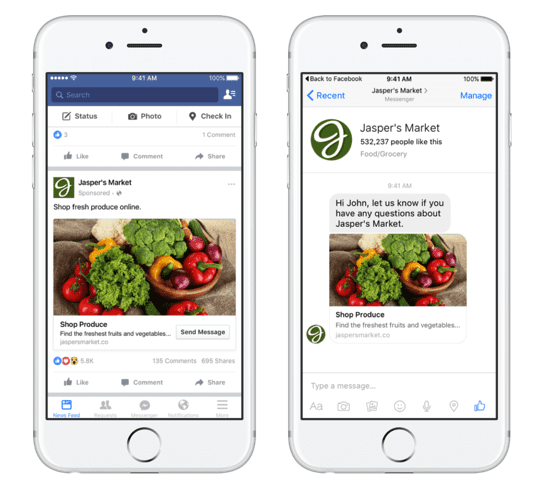 9:41 AM
100%
Search
Status
Photo
Check In
3
1 Comment
Like
Comment
Share
Jasper's Market
Sponsored ·
Shop fresh produce online.
Shop Produce
Find the freshest fruits and vegetables...
jaspersmarket.co
Send Message
5.8K
135 Comments 695 Shares
Like
Comment
Share
News Feed
Requests
Messenger
Notifications
More
Back to Facebook
9:41 AM
100%
Recent
Jasper's Market
Messenger
Manage
Jasper's Market
532,237 people like this
Food/Grocery
9:41 AM
Hi John, let us know if you
have any questions about
Jasper's Market.
Shop Produce
Find the freshest fruits and vegetables...
jaspersmarket.co
Type a message...
Aa